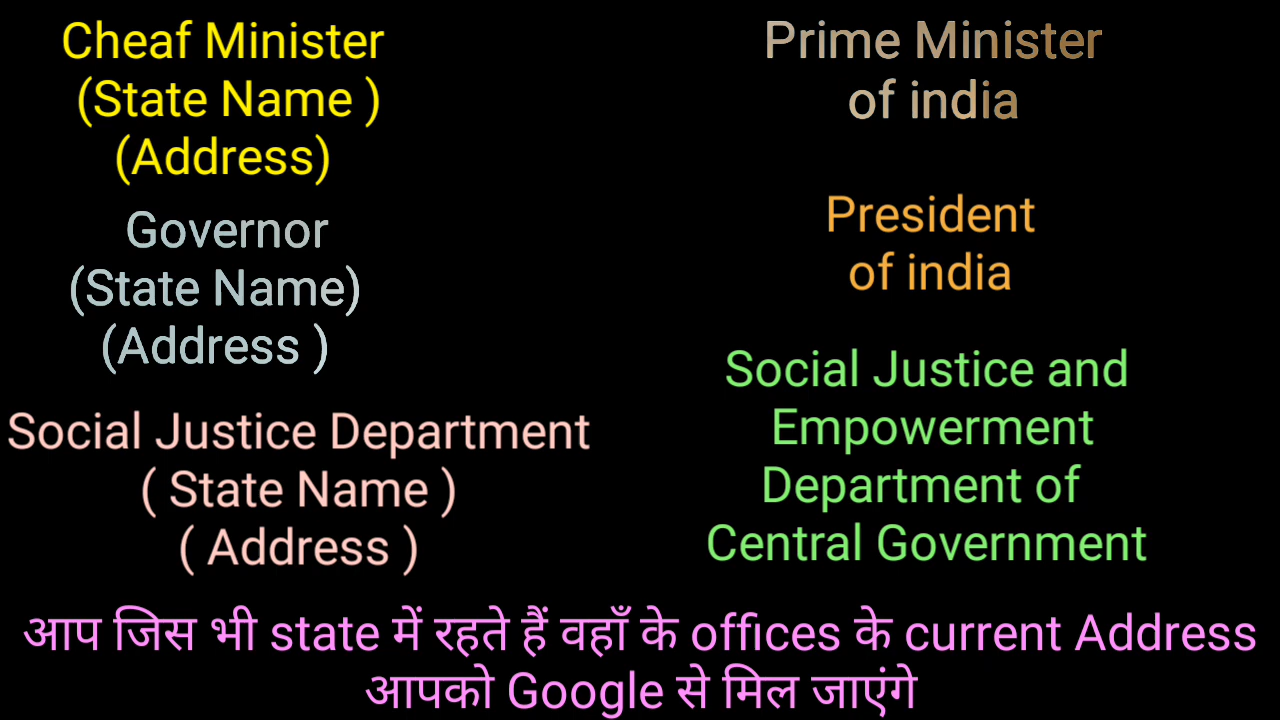 Cheaf Minister
(State Name )
(Address)
Governor
(State Name)
(Address )
Social Justice Department
( State Name )
( Address )
Prime Minister
of india
President
of india
Social Justice and
Empowerment
Department of
Central Government
आप जिस भी state में रहते हैं वहाँ के offices के current Address
आपको Google से मिल जाएंगे